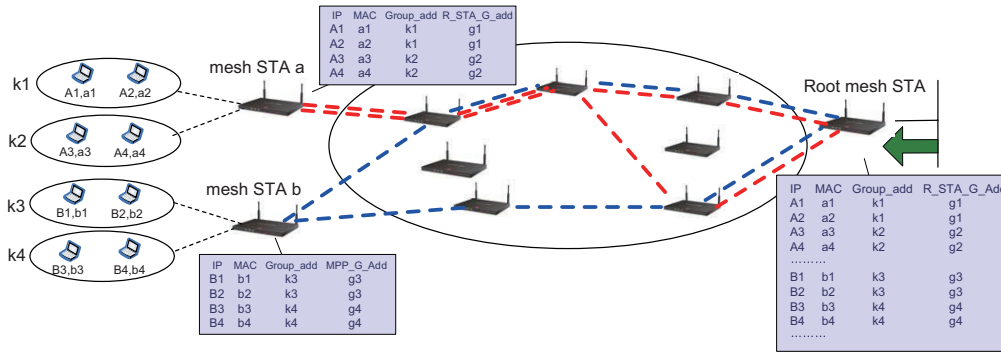 IP MAC Group_add R_STA_G_add
A1 a1 k1 g1
A2 a2 k1 g1
A3 a3 k2 g2
A4 a4 k2 g2
mesh STA a
k1
A1,a1 A2,a2
k2
A3,a3 A4,a4
Root mesh STA
mesh STA b
k3
B1,b1 B2,b2
k4
B3,b3 B4,b4
IP MAC Group_add MPP_G_Add
B1 b1 k3 g3
B2 b2 k3 g3
B3 b3 k4 g4
B4 b4 k4 g4
IP MAC Group_add R_STA_G_Add
A1 a1 k1 g1
A2 a2 k1 g1
A3 a3 k2 g2
A4 a4 k2 g2
………
B1 b1 k3 g3
B2 b2 k3 g3
B3 b3 k4 g4
B4 b4 k4 g4
………